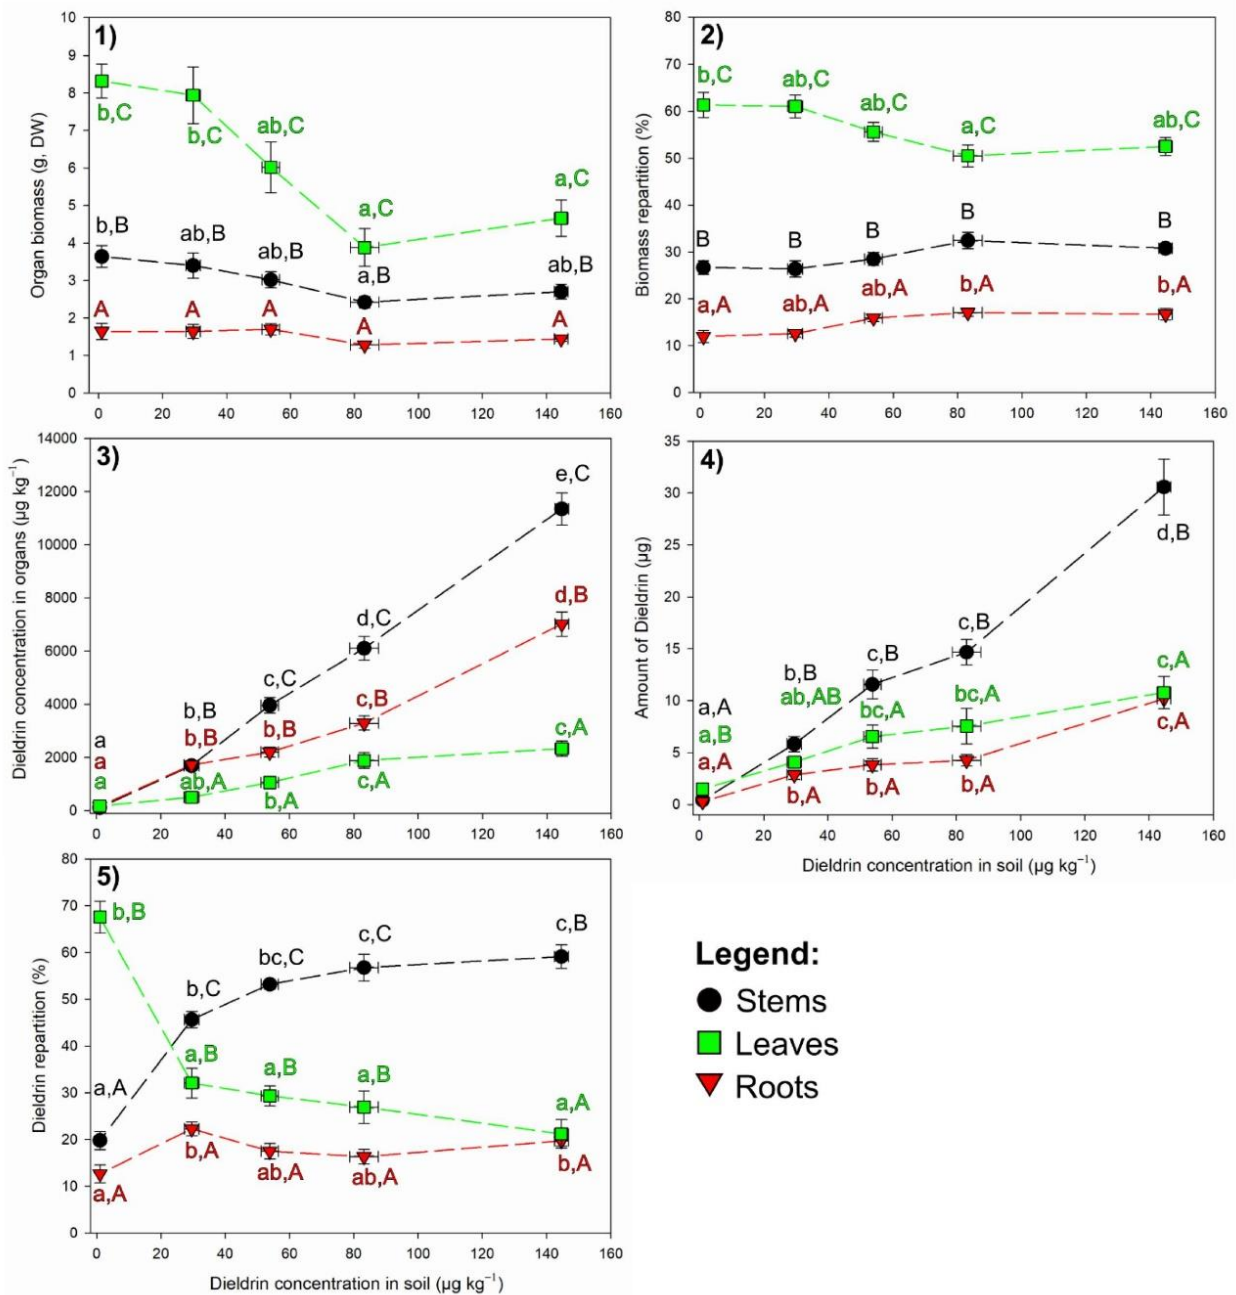 1)
Organ biomass (g, DW)
10
9
8
7
6
5
4
3
2
1
0
b,C
b,C
ab,C
a,C
a,C
b,B
ab,B
ab,B
a,B
ab,B
A
A
A
A
A
0 20 40 60 80 100 120 140 160
2)
Biomass repartition (%)
80
70
60
50
40
30
20
10
0
b,C
ab,C
ab,C
a,C
ab,C
B
B
B
B
B
a,A
ab,A
ab,A
b,A
b,A
0 20 40 60 80 100 120 140 160
3)
Dieldrin concentration in organs (µg kg⁻¹)
14000
12000
10000
8000
6000
4000
2000
0
a
a
a
b,B
b,B
ab,A
c,C
b,B
b,A
d,C
c,B
c,A
e,C
d,B
c,A
0 20 40 60 80 100 120 140 160
4)
Amount of Dieldrin (µg)
35
30
25
20
15
10
5
0
a,A
a,B
a,A
b,B
ab,AB
b,A
c,B
bc,A
b,A
c,B
bc,A
b,A
d,B
c,A
c,A
0 20 40 60 80 100 120 140 160
Dieldrin concentration in soil (µg kg⁻¹)
5)
Dieldrin repartition (%)
80
70
60
50
40
30
20
10
0
b,B
a,A
a,A
b,C
a,B
b,A
bc,C
a,B
ab,A
c,C
a,B
ab,A
c,B
a,A
b,A
0 20 40 60 80 100 120 140 160
Dieldrin concentration in soil (µg kg⁻¹)
Legend:
Stems
Leaves
Roots